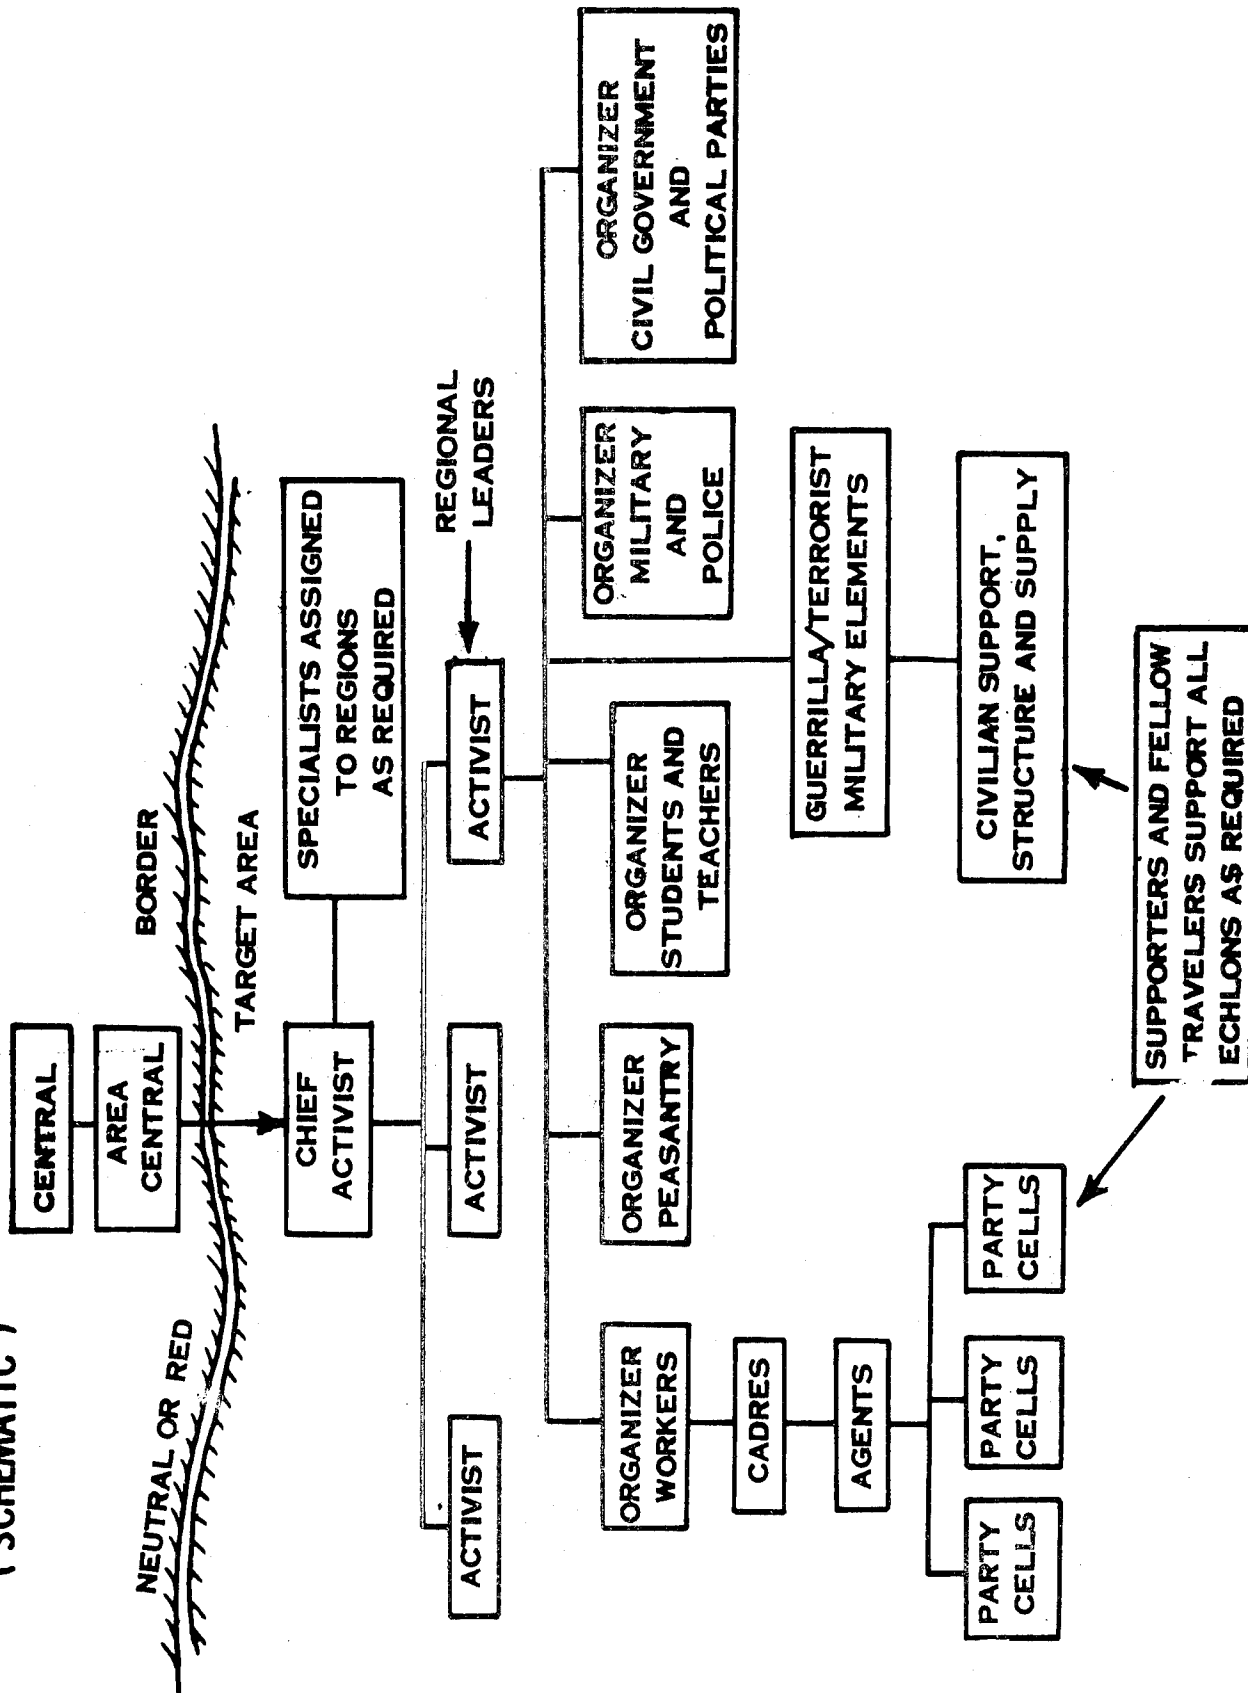 (SCHEMATIC)
CENTRAL
AREA
CENTRAL
NEUTRAL OR RED
BORDER
TARGET AREA
CHIEF
ACTIVIST
SPECIALISTS ASSIGNED
TO REGIONS
AS REQUIRED
REGIONAL
LEADERS
ACTIVIST
ACTIVIST
ACTIVIST
ORGANIZER
WORKERS
ORGANIZER
PEASANTRY
ORGANIZER
STUDENTS AND
TEACHERS
ORGANIZER
MILITARY
AND
POLICE
ORGANIZER
CIVIL GOVERNMENT
AND
POLITICAL PARTIES
CADRES
AGENTS
GUERRILLA/TERRORIST
MILITARY ELEMENTS
PARTY
CELLS
PARTY
CELLS
PARTY
CELLS
CIVILIAN SUPPORT,
STRUCTURE AND SUPPLY
SUPPORTERS AND FELLOW
TRAVELERS SUPPORT ALL
ECHLONS AS REQUIRED